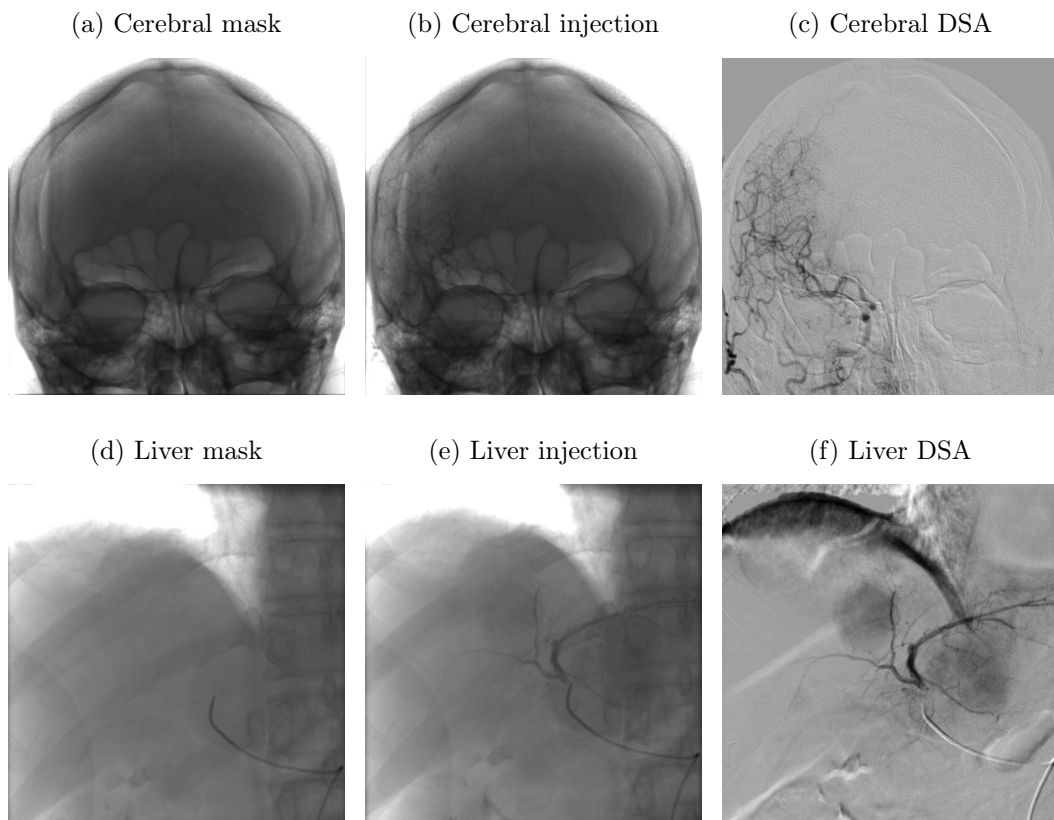 (a) Cerebral mask
(b) Cerebral injection
(c) Cerebral DSA
(d) Liver mask
(e) Liver injection
(f) Liver DSA